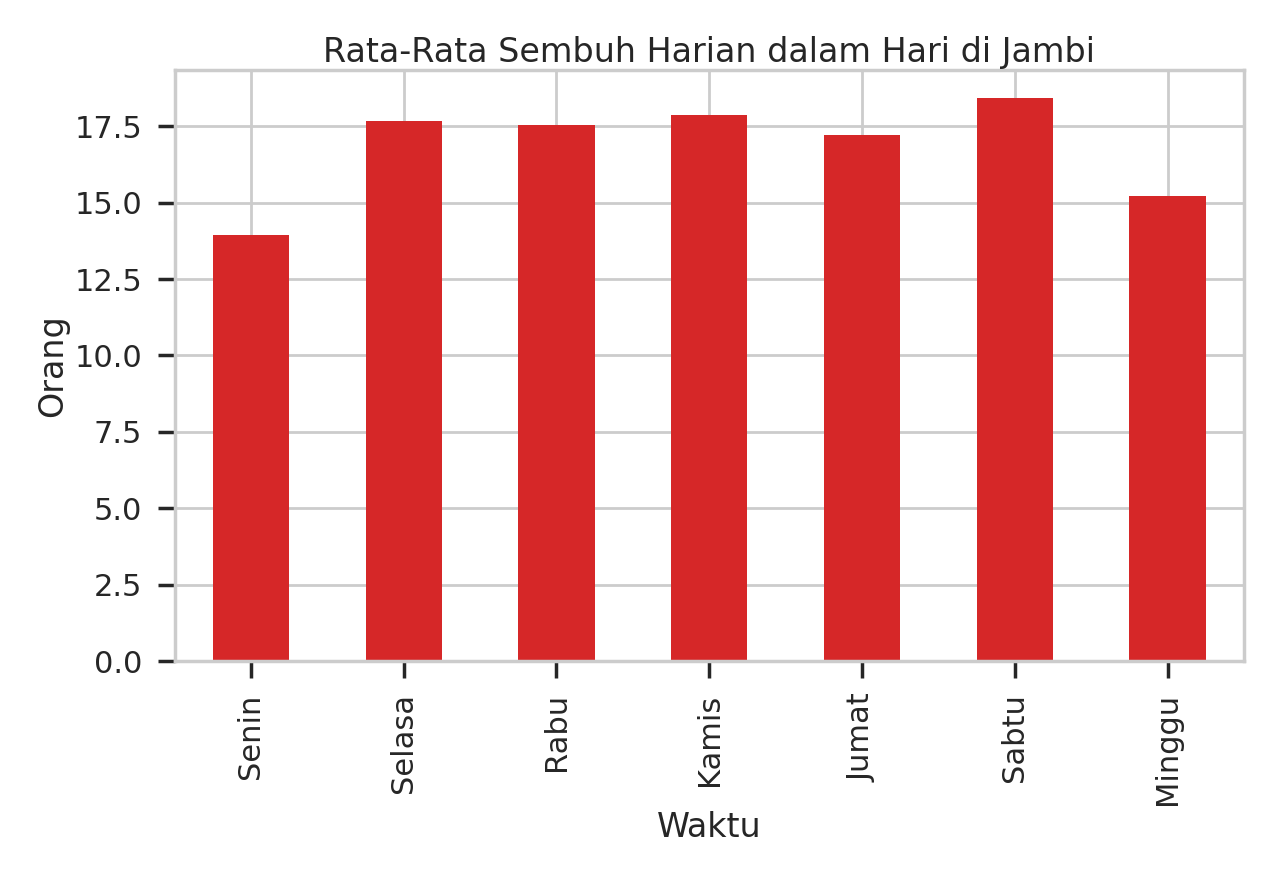 Rata-Rata Sembuh Harian dalam Hari di Jambi
17.5
15.0
12.5
10.0
7.5
5.0
2.5
0.0
Orang
Senin
Selasa
Rabu
Kamis
Jumat
Sabtu
Minggu
Waktu